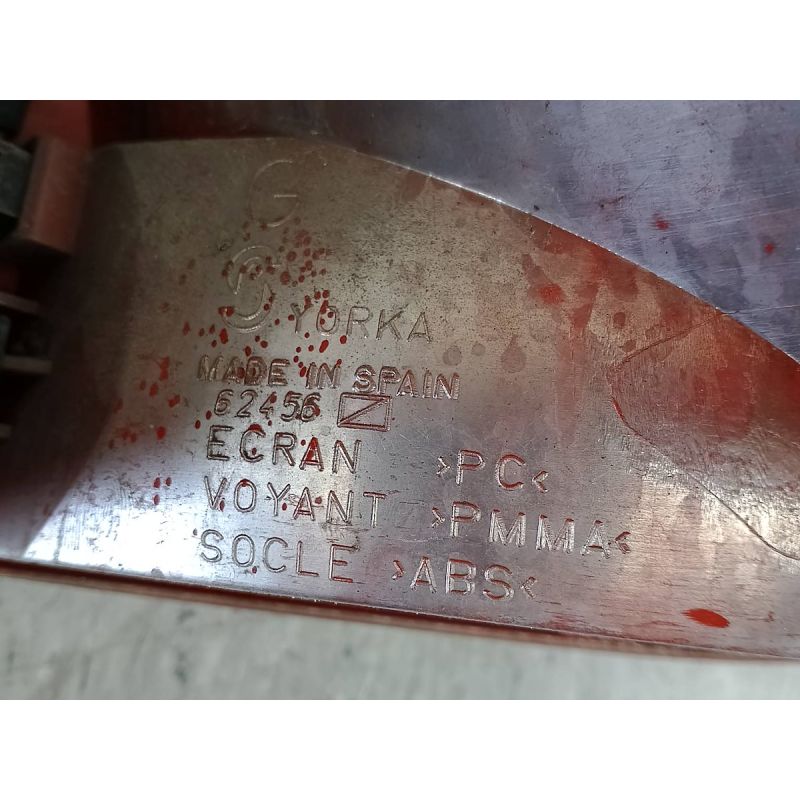 G
YORKA
MADE IN SPAIN
62456
ECRAN >PC<
VOYANT >PMMA<
SOCLE >ABS<